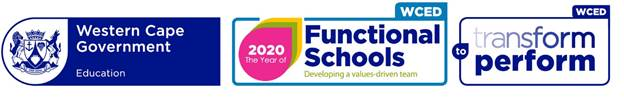 Western Cape
Government
Education
WCED
2020
The Year of
Functional
Schools
Developing a values-driven team
WCED
transform
to perform